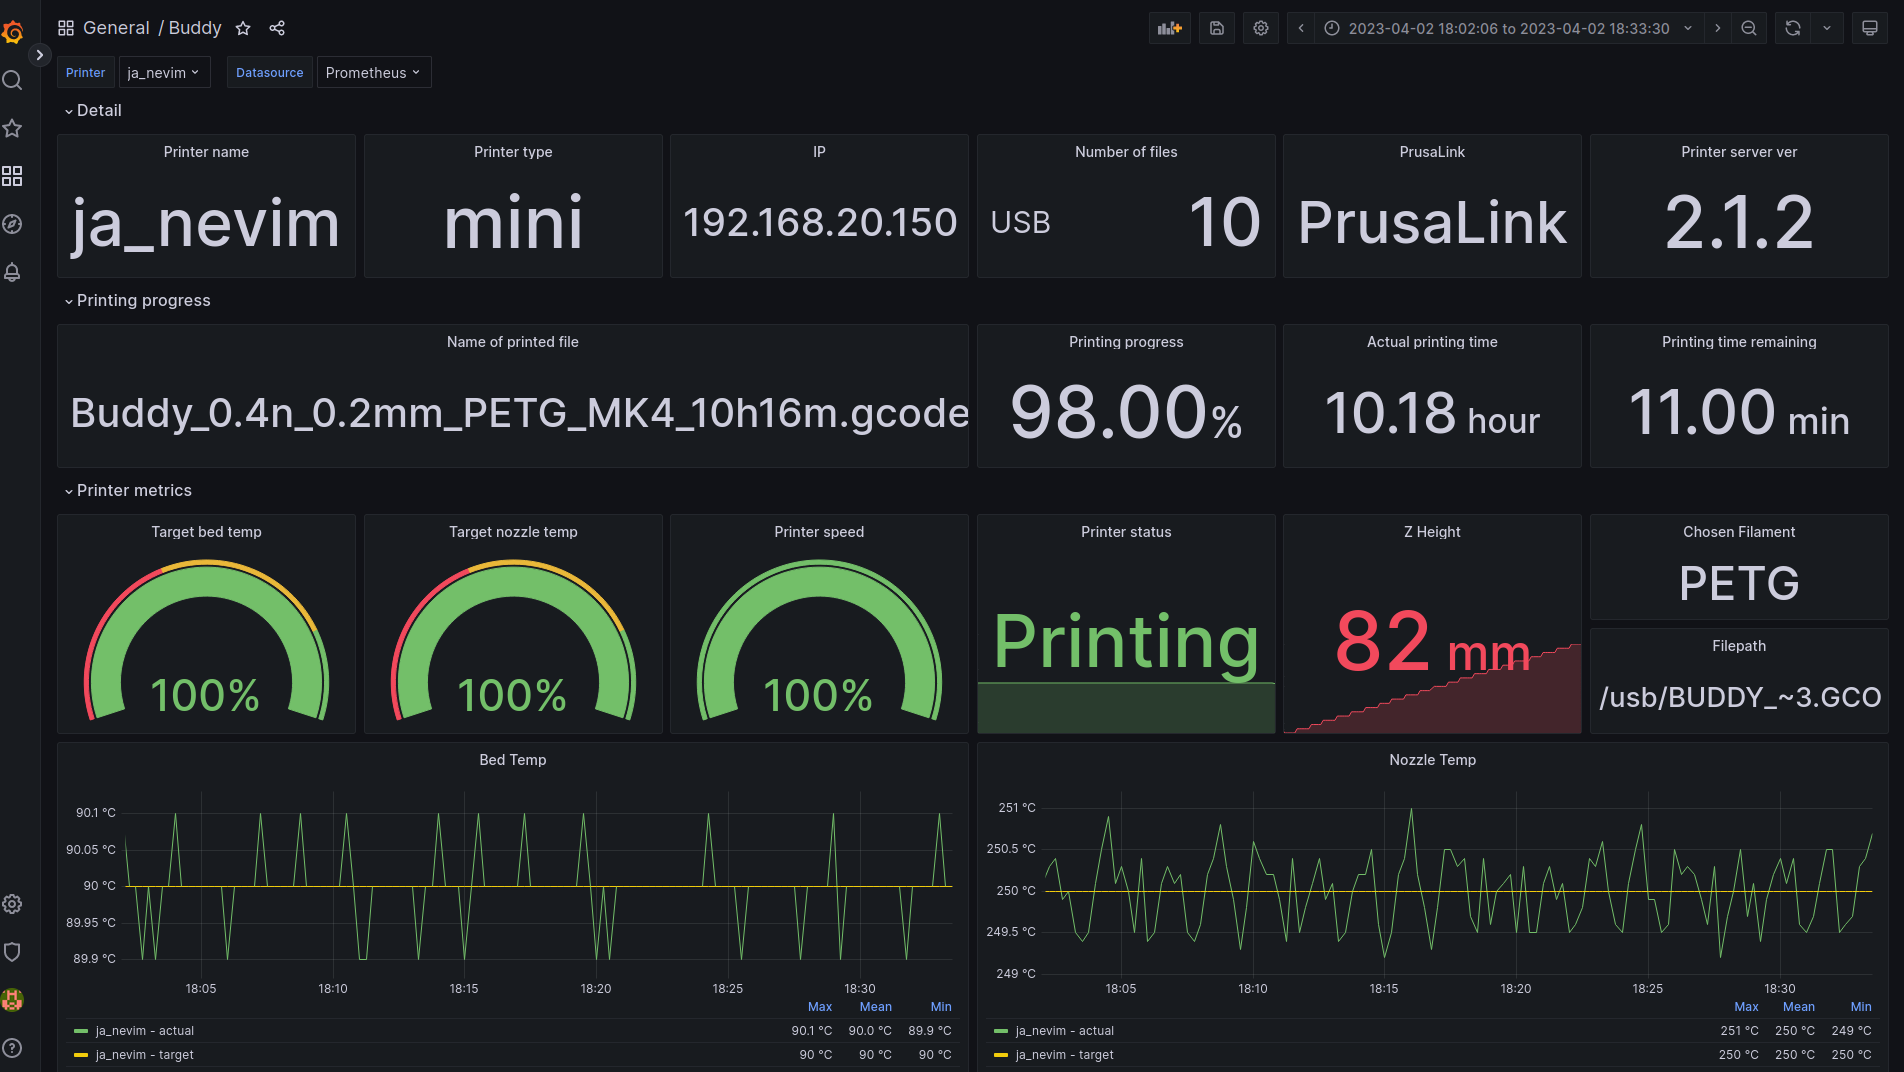 General / Buddy
2023-04-02 18:02:06 to 2023-04-02 18:33:30
Printer ja_nevim Datasource Prometheus
Detail
Printer name
ja_nevim
Printer type
mini
IP
192.168.20.150
Number of files
USB 10
PrusaLink
PrusaLink
Printer server ver
2.1.2
Printing progress
Name of printed file
Buddy_0.4n_0.2mm_PETG_MK4_10h16m.gcode
Printing progress
98.00%
Actual printing time
10.18 hour
Printing time remaining
11.00 min
Printer metrics
Target bed temp
100%
Target nozzle temp
100%
Printer speed
100%
Printer status
Printing
Z Height
82 mm
Chosen Filament
PETG
Filepath
/usb/BUDDY_~3.GCO
Bed Temp
90.1 °C
90.05 °C
90 °C
89.95 °C
89.9 °C
18:05 18:10 18:15 18:20 18:25 18:30
Max Mean Min
ja_nevim - actual 90.1 °C 90.0 °C 89.9 °C
ja_nevim - target 90 °C 90 °C 90 °C
Nozzle Temp
251 °C
250.5 °C
250 °C
249.5 °C
249 °C
18:05 18:10 18:15 18:20 18:25 18:30
Max Mean Min
ja_nevim - actual 251 °C 250 °C 249 °C
ja_nevim - target 250 °C 250 °C 250 °C